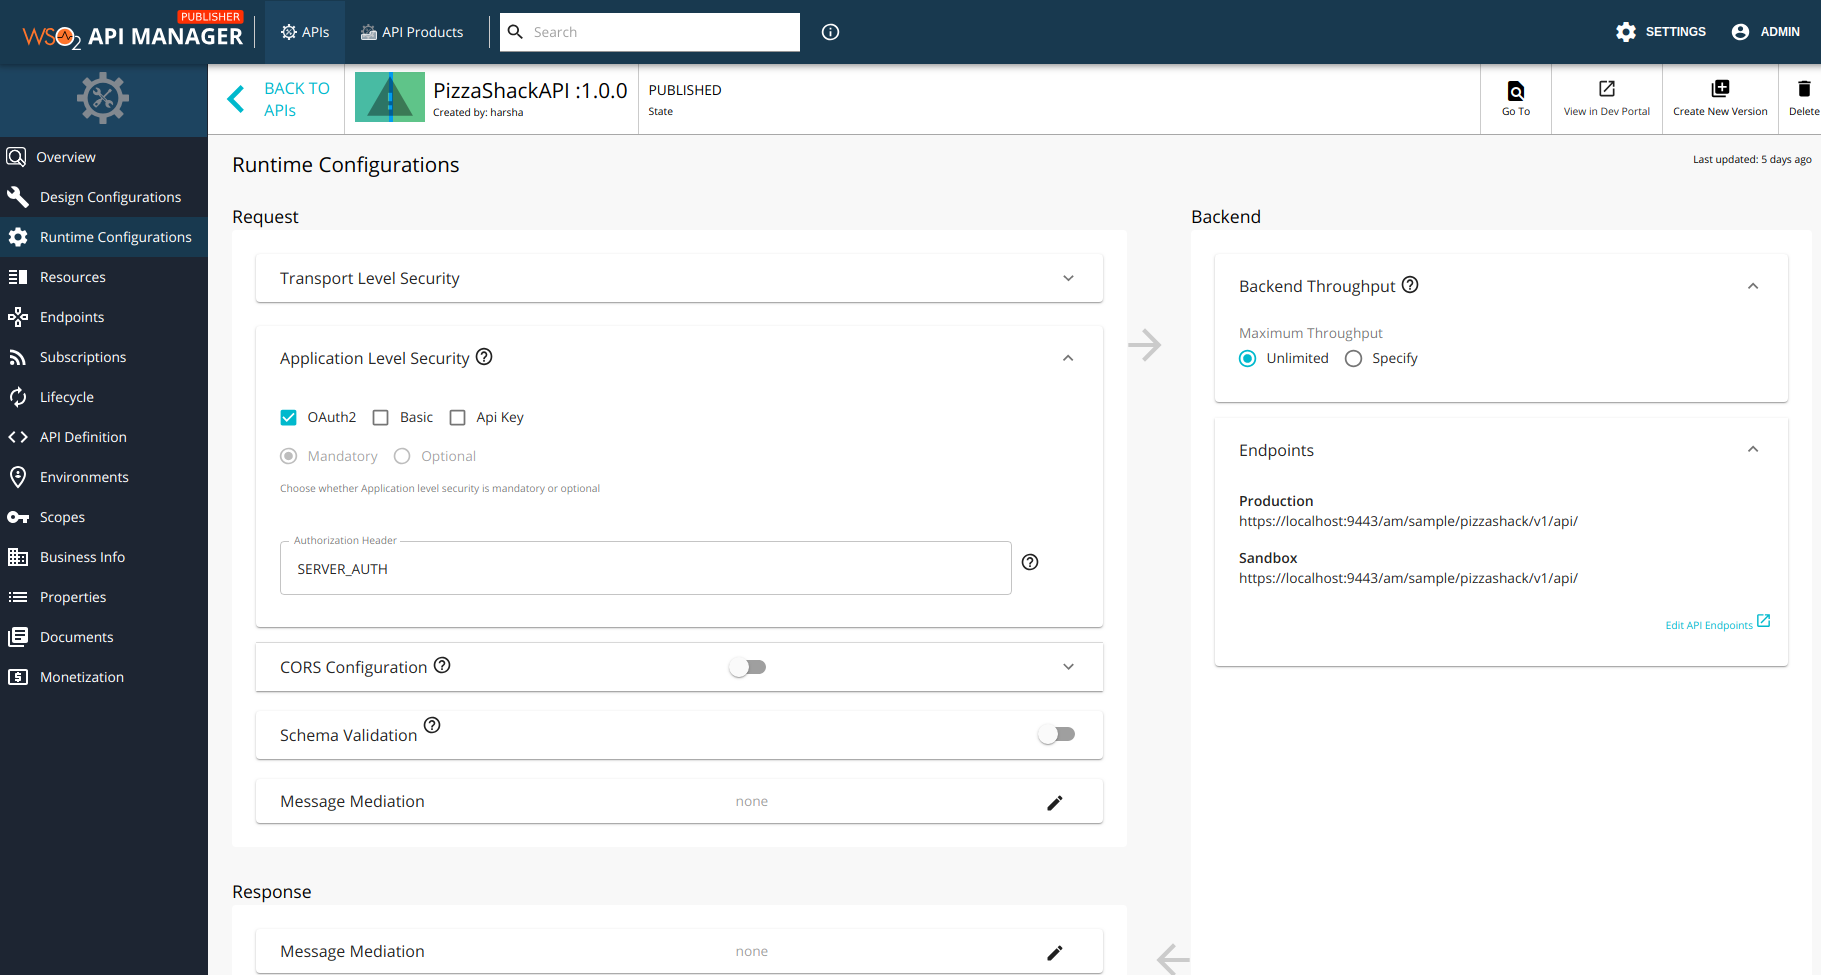 PUBLISHER
WSO2 API MANAGER
APIs
API Products
Search
SETTINGS
ADMIN
BACK TO
APIs
PizzaShackAPI :1.0.0
Created by: harsha
PUBLISHED
State
Go To
View in Dev Portal
Create New Version
Delete
Overview
Design Configurations
Runtime Configurations
Resources
Endpoints
Subscriptions
Lifecycle
API Definition
Environments
Scopes
Business Info
Properties
Documents
Monetization
Runtime Configurations
Last updated: 5 days ago
Request
Transport Level Security
Application Level Security
OAuth2 Basic Api Key
Mandatory Optional
Choose whether Application level security is mandatory or optional
Authorization Header
SERVER_AUTH
CORS Configuration
Schema Validation
Message Mediation none
Response
Message Mediation none
Backend
Backend Throughput
Maximum Throughput
Unlimited Specify
Endpoints
Production
https://localhost:9443/am/sample/pizzashack/v1/api/
Sandbox
https://localhost:9443/am/sample/pizzashack/v1/api/
Edit API Endpoints